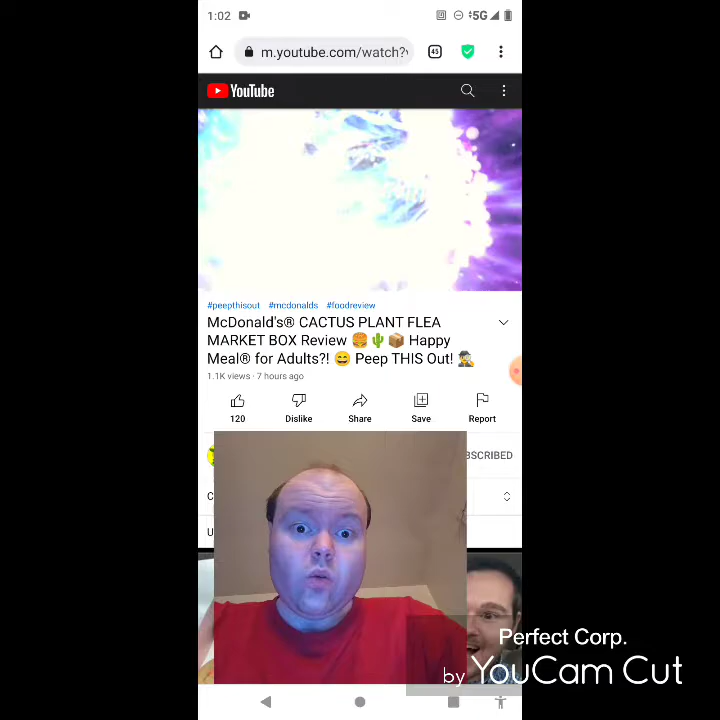 1:02 5G
m.youtube.com/watch?v 45
YouTube
#peepthisout #mcdonalds #foodreview
McDonald's® CACTUS PLANT FLEA
MARKET BOX Review 🍔🌵📦 Happy
Meal® for Adults?! 😄 Peep THIS Out! 🕵️
1.1K views · 7 hours ago
120 Dislike Share Save Report
BSCRIBED
C
U
Perfect Corp.
by YouCam Cut